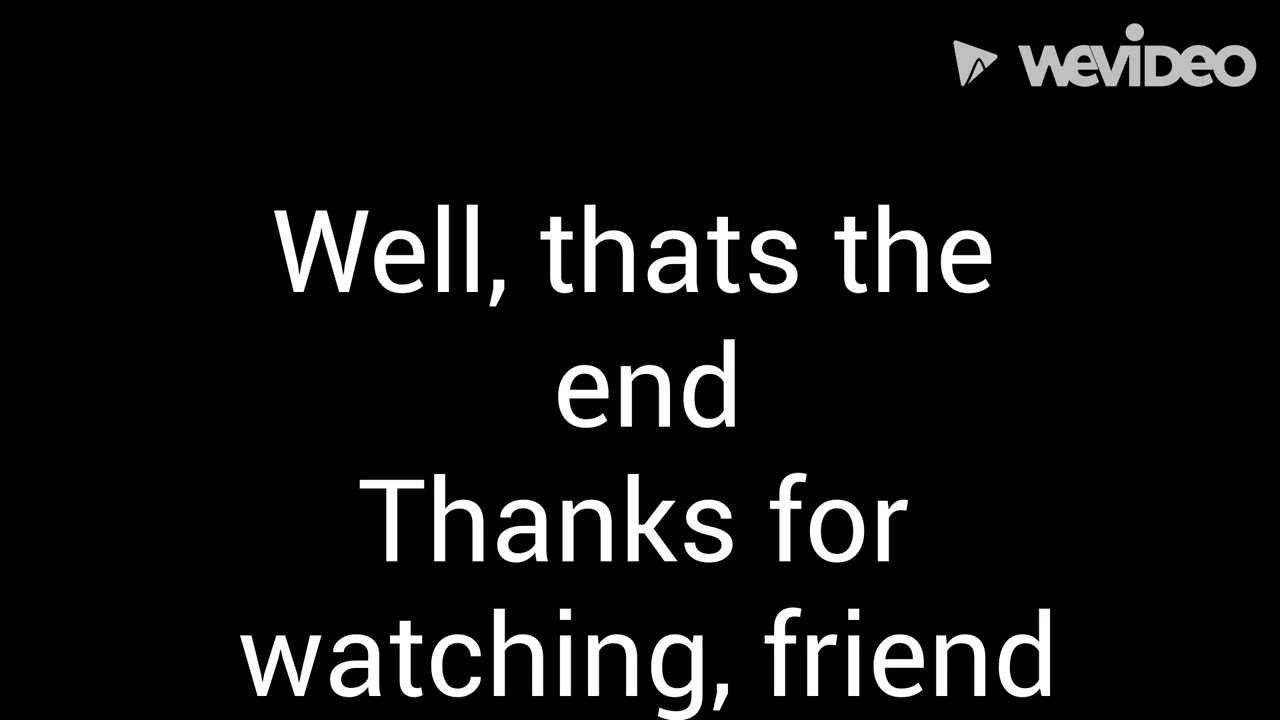 WeVideo
Well, thats the
end
Thanks for
watching, friend